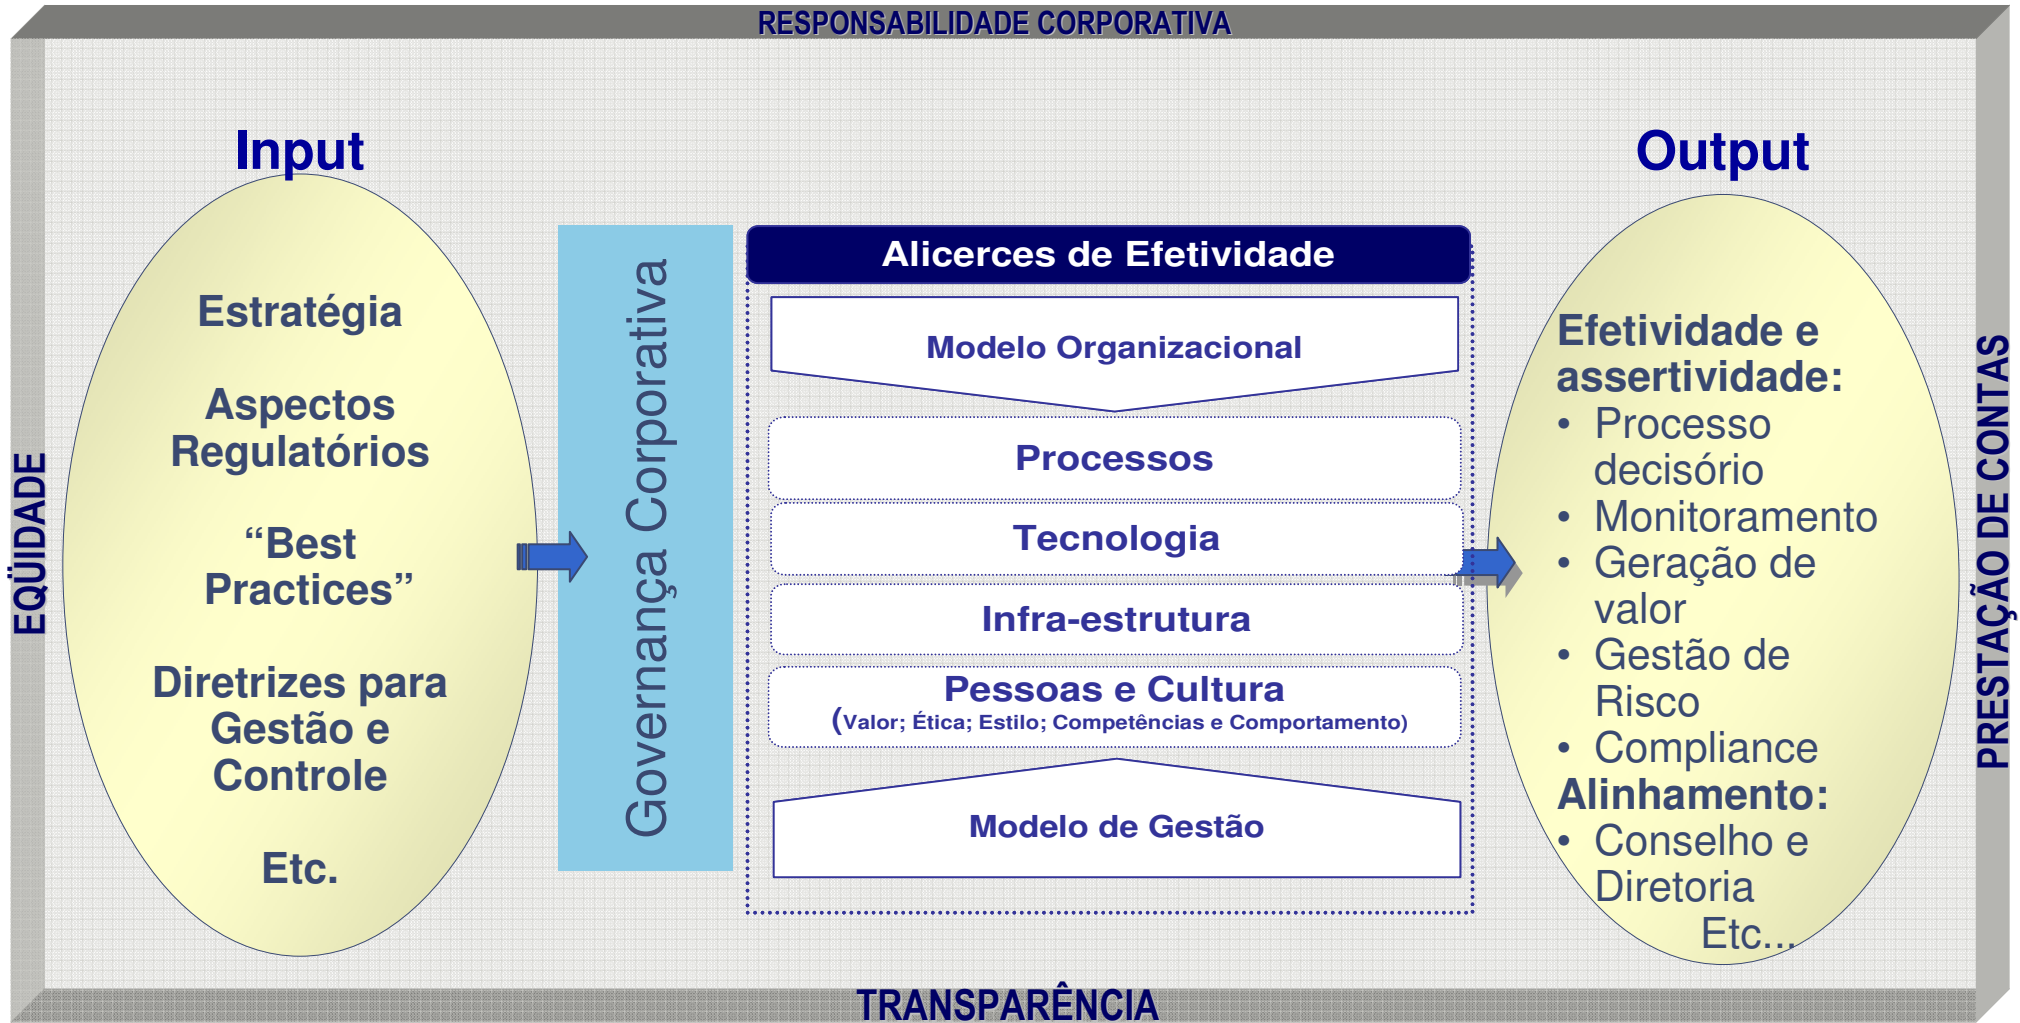 RESPONSABILIDADE CORPORATIVA
EQÜIDADE
Input
Estratégia
Aspectos
Regulatórios
“Best
Practices”
Diretrizes para
Gestão e
Controle
Etc.
Governança Corporativa
Alicerces de Efetividade
Modelo Organizacional
Processos
Tecnologia
Infra-estrutura
Pessoas e Cultura
(Valor; Ética; Estilo; Competências e Comportamento)
Modelo de Gestão
Output
Efetividade e
assertividade:
• Processo
decisório
• Monitoramento
• Geração de
valor
• Gestão de
Risco
• Compliance
Alinhamento:
• Conselho e
Diretoria
Etc...
PRESTAÇÃO DE CONTAS
TRANSPARÊNCIA